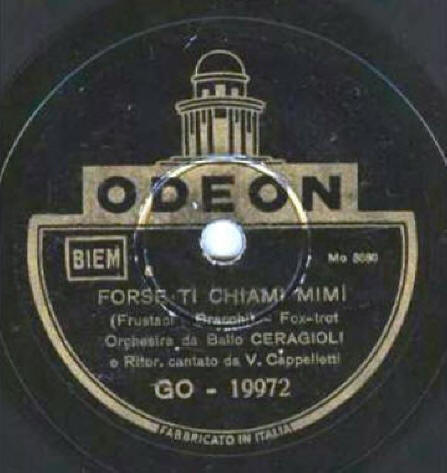 ODEON
BIEM
Mo 8080
FORSE TI CHIAMI MIMÌ
(Frustaci - Bracchi) - Fox-trot
Orchestra da Ballo CERAGIOLI
e Ritor. cantato da V. Cappelletti
GO - 19972
FABBRICATO IN ITALIA